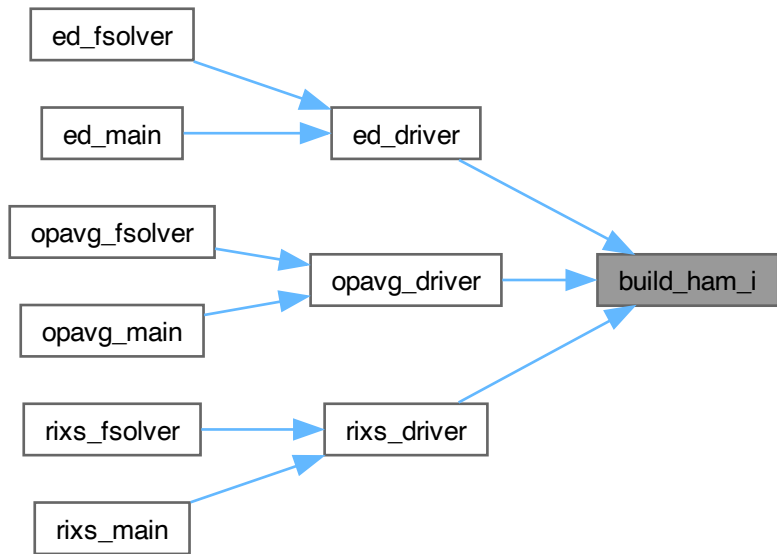 ed_fsolver
ed_main
ed_driver
opavg_fsolver
opavg_driver
build_ham_i
opavg_main
rixs_fsolver
rixs_driver
rixs_main